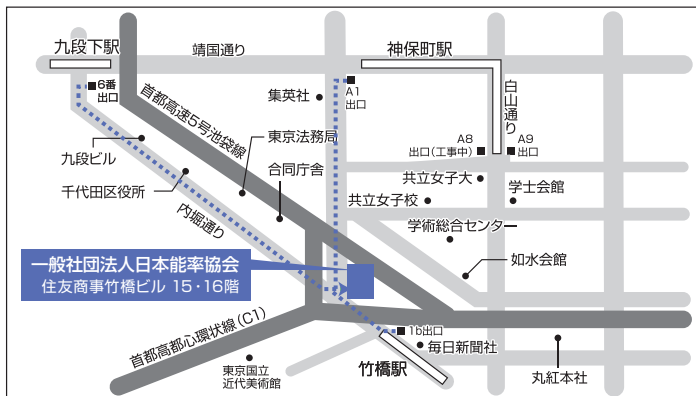 九段下駅
靖国通り
神保町駅
6番
出口
首都高速5号池袋線
集英社
A1
出口
白山通り
A8
出口(工事中)
A9
出口
九段ビル
東京法務局
千代田区役所
合同庁舎
共立女子大
共立女子校
学士会館
内堀通り
学術総合センター
一般社団法人日本能率協会
住友商事竹橋ビル 15・16階
如水会館
首都高都心環状線(C1)
1b出口
毎日新聞社
東京国立
近代美術館
竹橋駅
丸紅本社